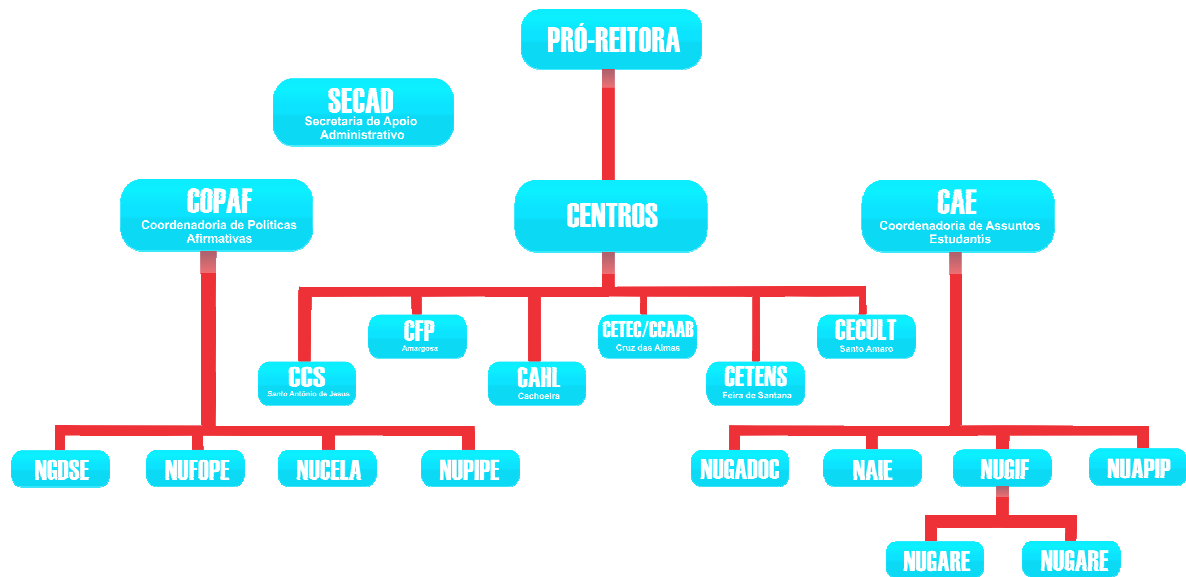 PRÓ-REITORA
SECAD
Secretaria de Apoio
Administrativo
COPAF
Coordenadoria de Políticas
Afirmativas
CENTROS
CAE
Coordenadoria de Assuntos
Estudantis
CFP
Amargosa
CETEC/CCAAB
Cruz das Almas
CECULT
Santo Amaro
CCS
Santo Antônio de Jesus
CAHL
Cachoeira
CETENS
Feira de Santana
NGDSE
NUFOPE
NUCELA
NUPIPE
NUGADOC
NAIE
NUGIF
NUAPIP
NUGARE
NUGARE